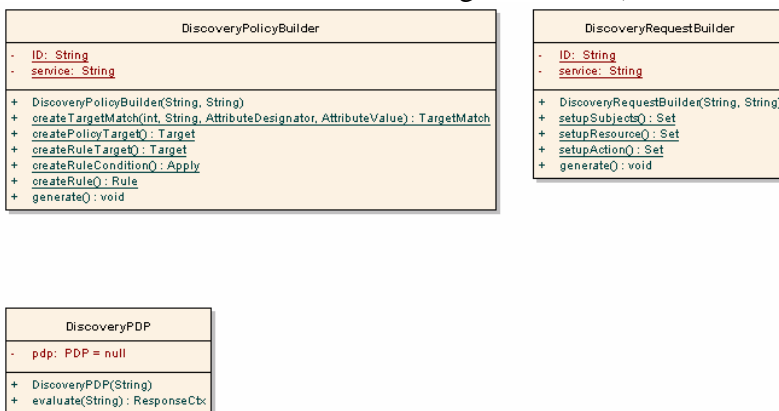 DiscoveryPolicyBuilder
- ID: String
- service: String
+ DiscoveryPolicyBuilder(String, String)
+ createTargetMatch(int, String, AttributeDesignator, AttributeValue) : TargetMatch
+ createPolicyTarget() : Target
+ createRuleTarget() : Target
+ createRuleCondition() : Apply
+ createRule() : Rule
+ generate() : void
DiscoveryRequestBuilder
- ID: String
- service: String
+ DiscoveryRequestBuilder(String, String)
+ setupSubjects() : Set
+ setupResource() : Set
+ setupAction() : Set
+ generate() : void
DiscoveryPDP
- pdp: PDP = null
+ DiscoveryPDP(String)
+ evaluate(String) : ResponseCtx